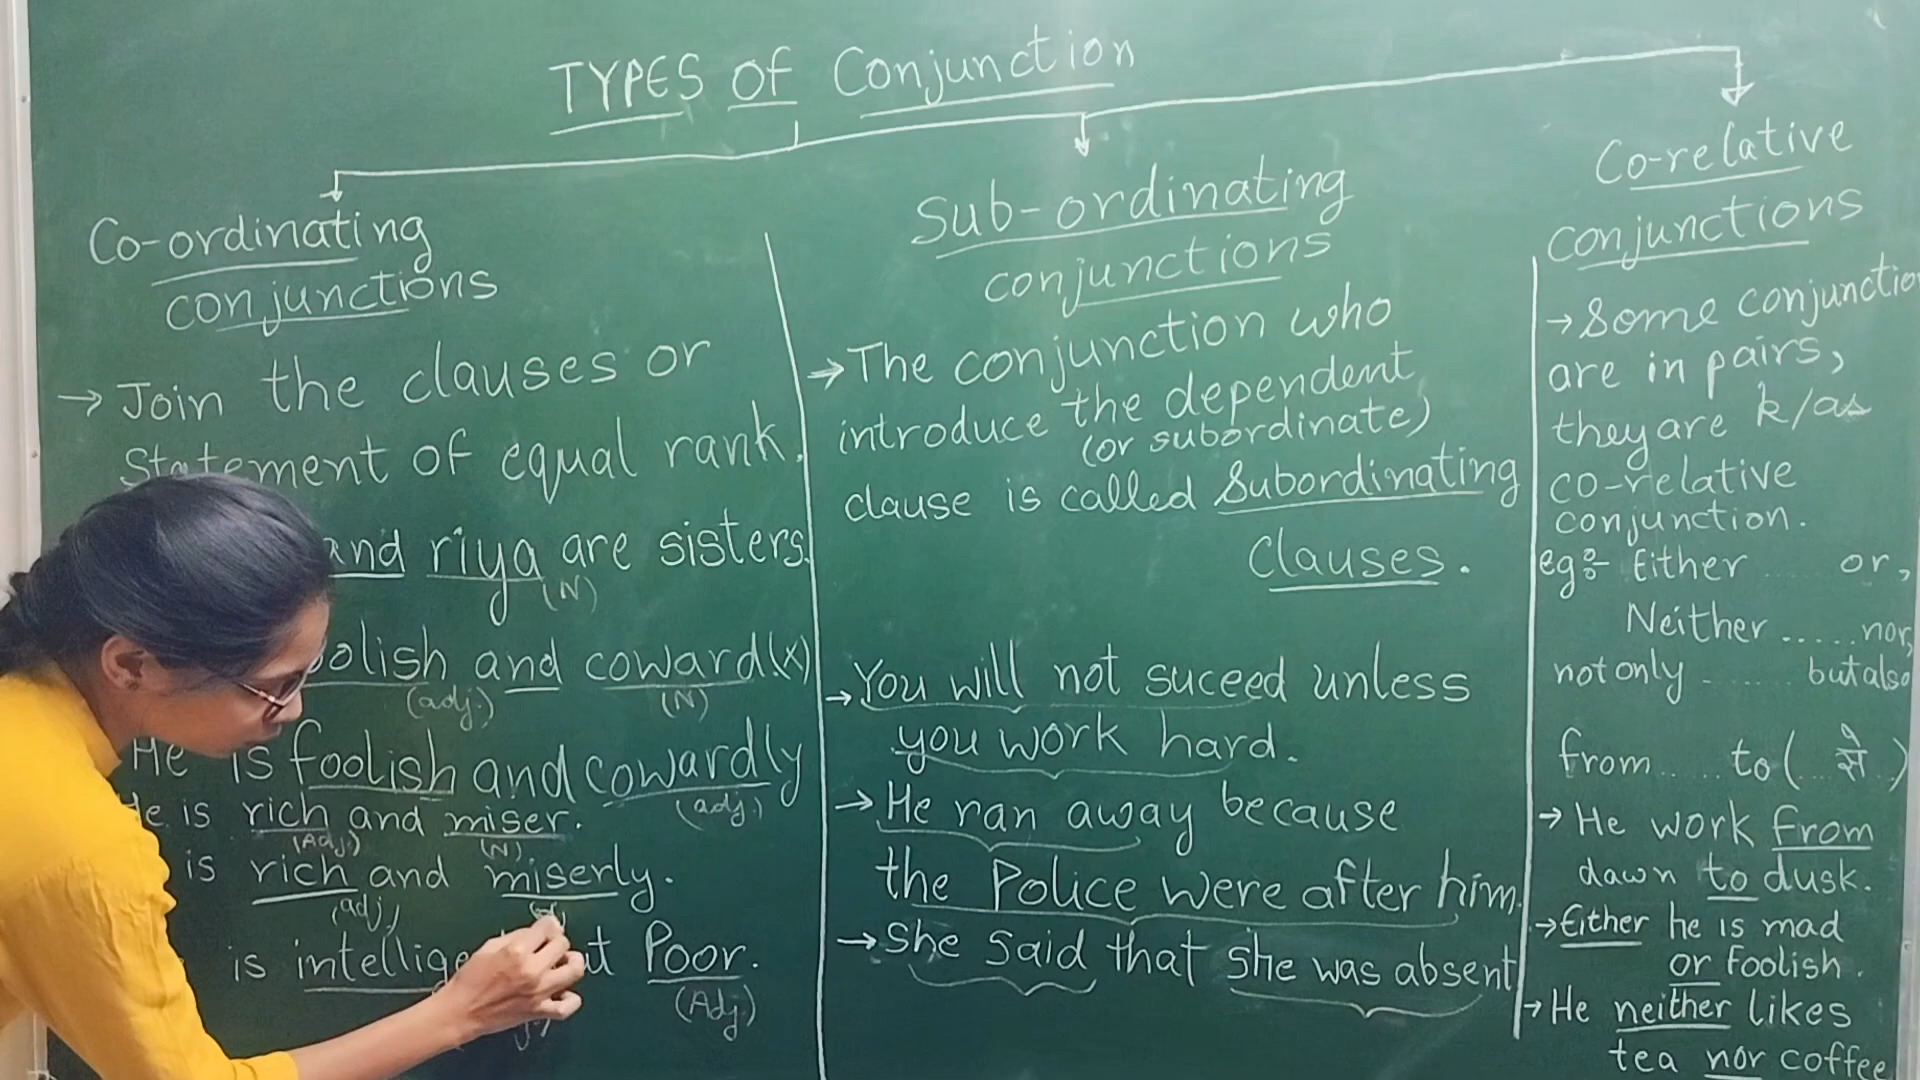 TYPES Of Conjunction
Co-ordinating
conjunctions
→ Join the clauses or
Statement of equal rank.
and riya are sisters.
(N)
oolish and coward(x)
(adj.) (N)
He is foolish and cowardly
(adj.)
He is rich and miser.
(Adj.) (N)
is rich and miserly.
(adj)
is intellige Poor.
(Adj.)
Sub-ordinating
conjunctions
→ The conjunction who
introduce the dependent
(or subordinate)
clause is called Subordinating
Clauses.
→ You will not suceed unless
you work hard.
→ He ran away because
the Police were after him.
→ She said that she was absent
Co-relative
conjunctions
→ Some conjunction
are in pairs,
they are k/as
co-relative
conjunction.
eg:- Either or,
Neither ..... nor,
not only ...... but also
from ..... to (से)
→ He work from
dawn to dusk.
→ Either he is mad
or foolish.
→ He neither likes
tea nor coffee